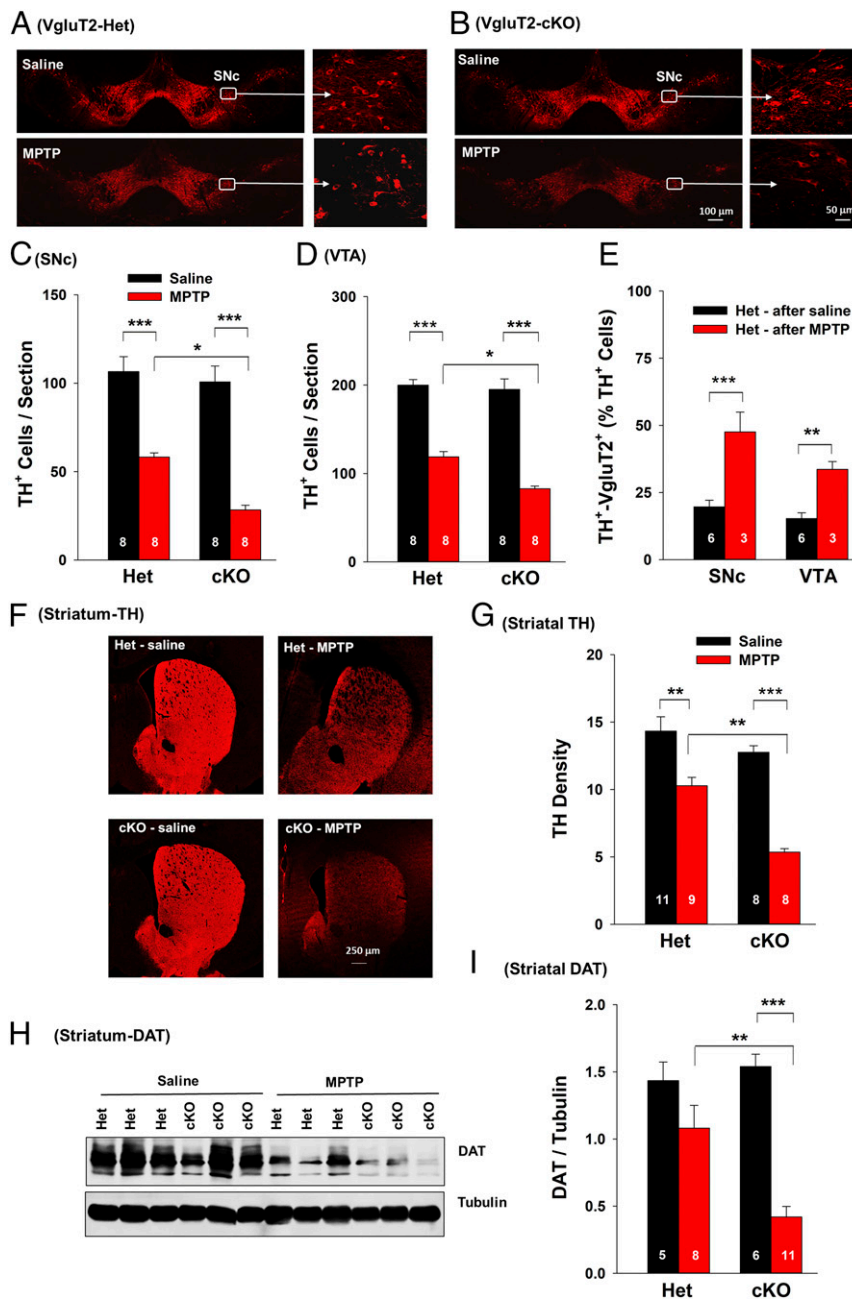 A (VgluT2-Het)
Saline
SNc
MPTP
B (VgluT2-cKO)
Saline
SNc
MPTP
100 µm
50 µm
C (SNc)
Saline
MPTP
150
100
50
0
TH+ Cells / Section
***
***
*
8
8
8
8
Het
cKO
D (VTA)
300
200
100
0
TH+ Cells / Section
***
***
*
8
8
8
8
Het
cKO
E
100
75
50
25
0
TH+-VgluT2+ (% TH+ Cells)
Het - after saline
Het - after MPTP
***
**
6
3
6
3
SNc
VTA
F (Striatum-TH)
Het - saline
Het - MPTP
cKO - saline
cKO - MPTP
250 µm
G (Striatal TH)
Saline
MPTP
20
15
10
5
0
TH Density
**
***
**
11
9
8
8
Het
cKO
H (Striatum-DAT)
Saline
MPTP
Het
Het
Het
cKO
cKO
cKO
Het
Het
Het
cKO
cKO
cKO
DAT
Tubulin
I (Striatal DAT)
2.0
1.5
1.0
0.5
0.0
DAT / Tubulin
***
**
5
8
6
11
Het
cKO